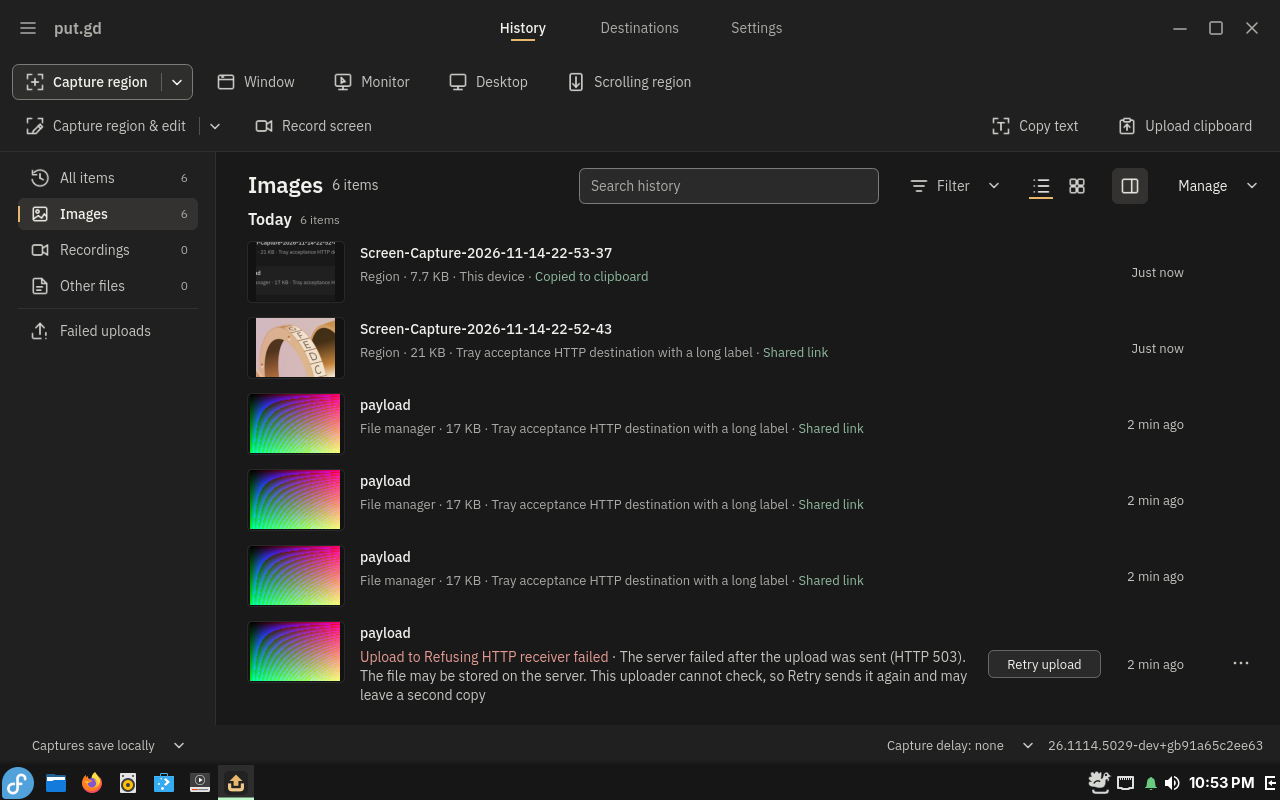 put.gd
History
Destinations
Settings
Capture region
Window
Monitor
Desktop
Scrolling region
Capture region & edit
Record screen
Copy text
Upload clipboard
All items 6
Images 6
Recordings 0
Other files 0
Failed uploads
Images 6 items
Search history
Filter
Manage
Today 6 items
Screen-Capture-2026-11-14-22-53-37
Region · 7.7 KB · This device · Copied to clipboard
Just now
Screen-Capture-2026-11-14-22-52-43
Region · 21 KB · Tray acceptance HTTP destination with a long label · Shared link
Just now
payload
File manager · 17 KB · Tray acceptance HTTP destination with a long label · Shared link
2 min ago
payload
File manager · 17 KB · Tray acceptance HTTP destination with a long label · Shared link
2 min ago
payload
File manager · 17 KB · Tray acceptance HTTP destination with a long label · Shared link
2 min ago
payload
Upload to Refusing HTTP receiver failed · The server failed after the upload was sent (HTTP 503).
The file may be stored on the server. This uploader cannot check, so Retry sends it again and may
leave a second copy
Retry upload
2 min ago
Captures save locally
Capture delay: none
26.1114.5029-dev+gb91a65c2ee63
10:53 PM